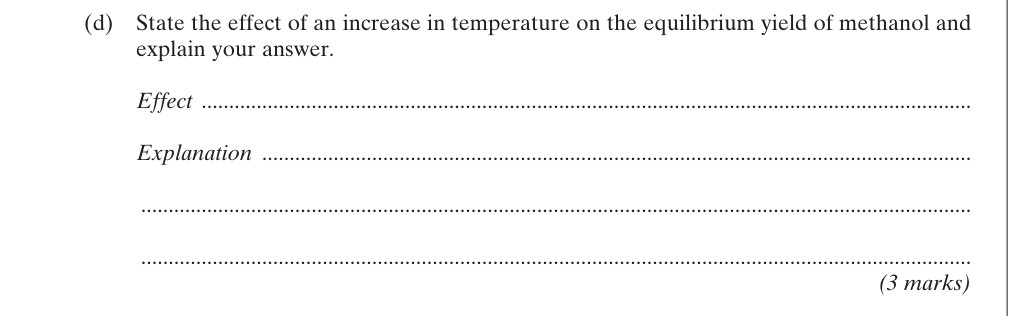 (d) State the effect of an increase in temperature on the equilibrium yield of methanol and
explain your answer.
Effect ..........................................................................................................................................
Explanation ................................................................................................................................
......................................................................................................................................................
......................................................................................................................................................
(3 marks)